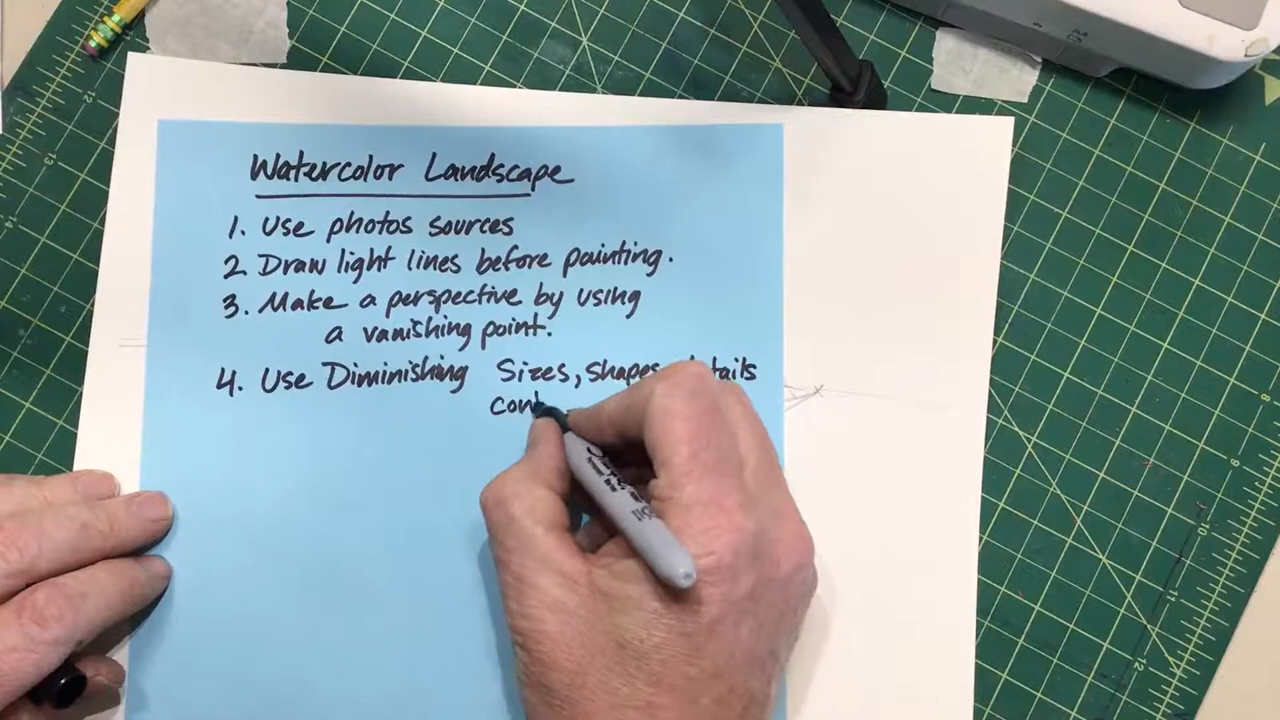 Watercolor Landscape
1. Use photos sources
2. Draw light lines before painting.
3. Make a perspective by using
a vanishing point.
4. Use Diminishing Sizes, shapes